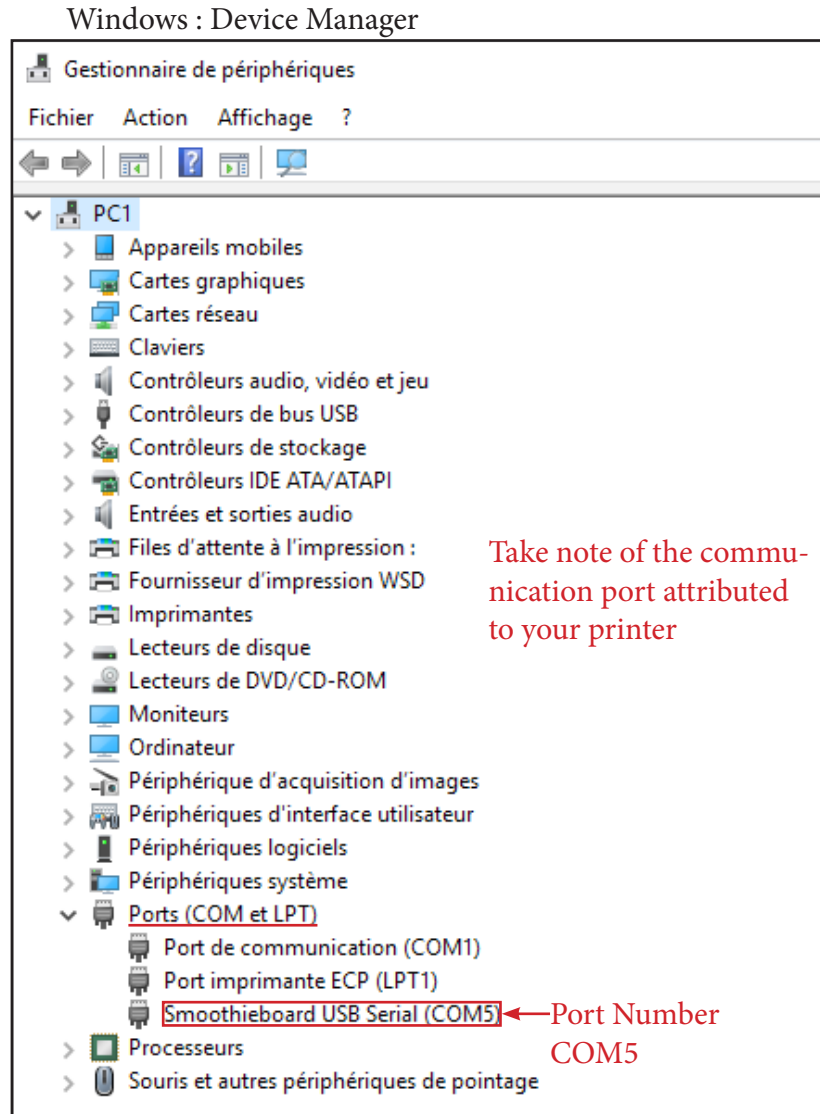 Windows : Device Manager
Gestionnaire de périphériques
Fichier Action Affichage ?
PC1
Appareils mobiles
Cartes graphiques
Cartes réseau
Claviers
Contrôleurs audio, vidéo et jeu
Contrôleurs de bus USB
Contrôleurs de stockage
Contrôleurs IDE ATA/ATAPI
Entrées et sorties audio
Files d'attente à l'impression :
Fournisseur d'impression WSD
Imprimantes
Lecteurs de disque
Lecteurs de DVD/CD-ROM
Moniteurs
Ordinateur
Périphérique d'acquisition d'images
Périphériques d'interface utilisateur
Périphériques logiciels
Périphériques système
Ports (COM et LPT)
Port de communication (COM1)
Port imprimante ECP (LPT1)
Smoothieboard USB Serial (COM5)
Processeurs
Souris et autres périphériques de pointage
Take note of the commu-
nication port attributed
to your printer
Port Number
COM5